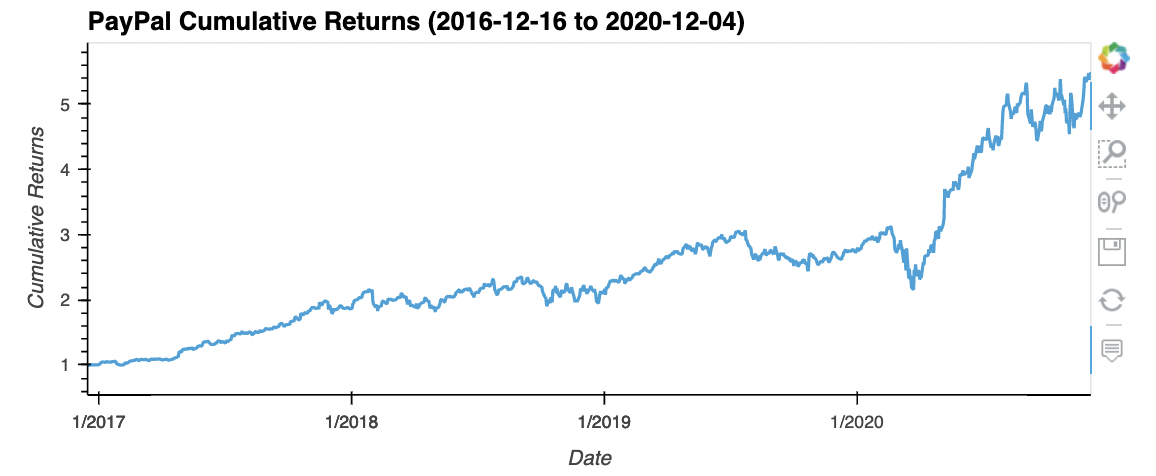 PayPal Cumulative Returns (2016-12-16 to 2020-12-04)
Cumulative Returns
5
4
3
2
1
1/2017 1/2018 1/2019 1/2020
Date